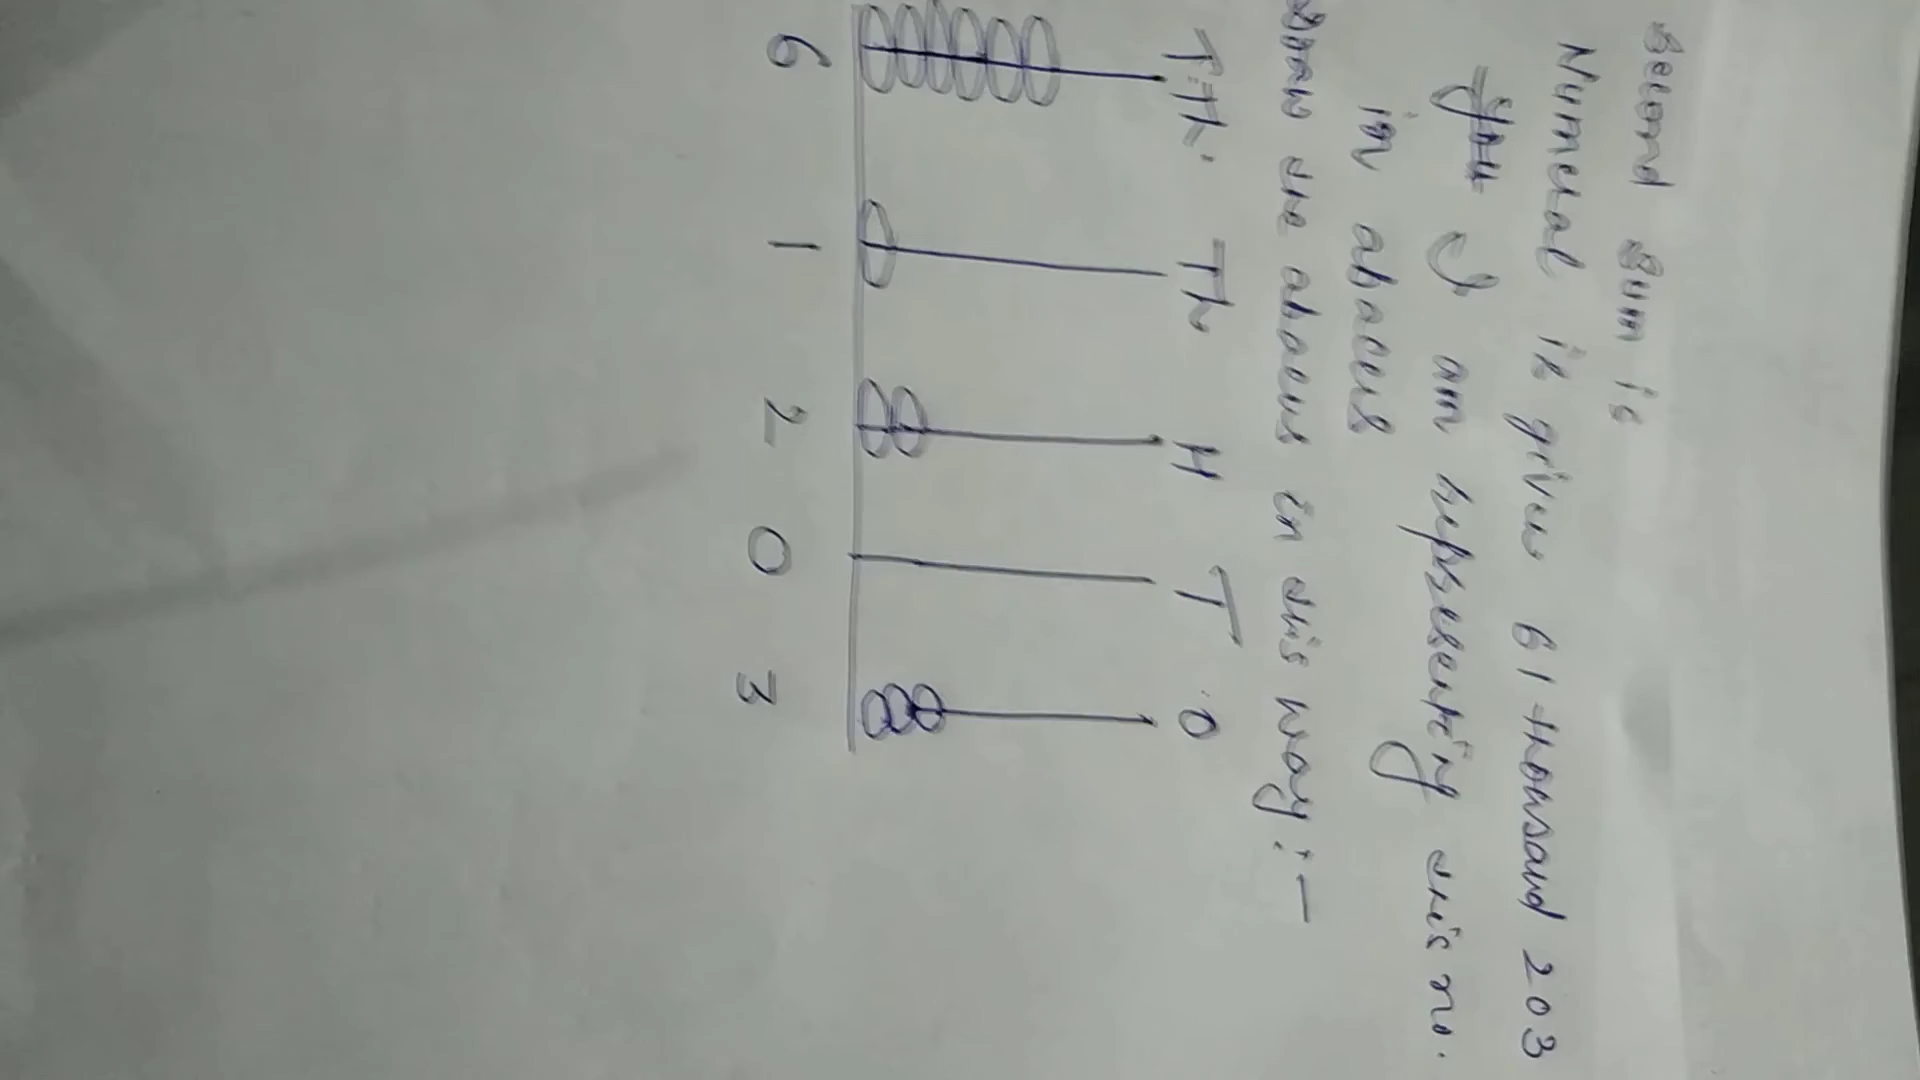 Second sum is
Numeral is given 61 thousand 203
you I am representing this no.
in abacus
Draw the abacus in this way:-
T.Th. Th H T O
6 1 2 0 3